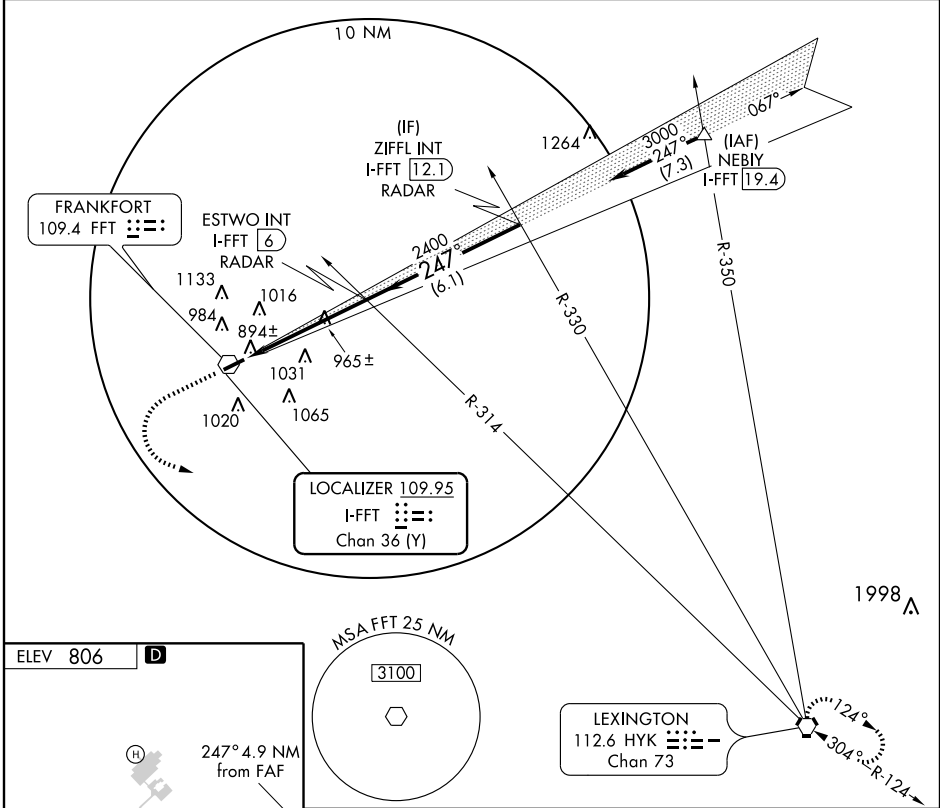 10 NM
1264
3000
247°
(7.3)
067°
(IAF)
NEBIY
I-FFT 19.4
(IF)
ZIFFL INT
I-FFT 12.1
RADAR
FRANKFORT
109.4 FFT
ESTWO INT
I-FFT 6
RADAR
2400
247°
(6.1)
R-350
R-330
R-314
1133
1016
984
894±
965±
1031
1020
1065
LOCALIZER 109.95
I-FFT
Chan 36 (Y)
1998
ELEV 806
D
MSA FFT 25 NM
3100
H
247° 4.9 NM
from FAF
LEXINGTON
112.6 HYK
Chan 73
124°
304°
R-124